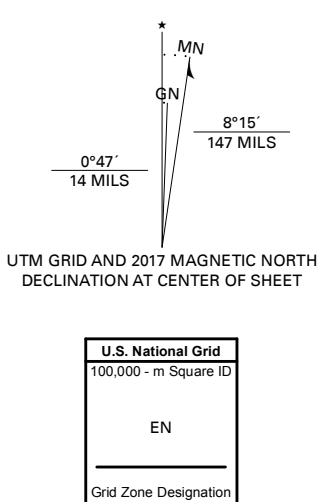 ★
MN
GN
8°15´
147 MILS
0°47´
14 MILS
UTM GRID AND 2017 MAGNETIC NORTH
DECLINATION AT CENTER OF SHEET
U.S. National Grid
100,000 - m Square ID
EN
Grid Zone Designation